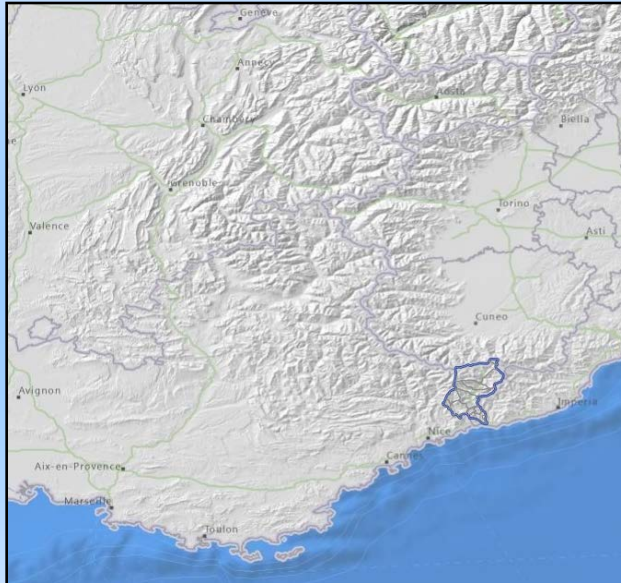 Genève
Annecy
Lyon
Aosta
Chambéry
Biella
Grenoble
Torino
Valence
Asti
Cuneo
Avignon
Imperia
Nice
Cannes
Aix-en-Provence
Marseille
Toulon